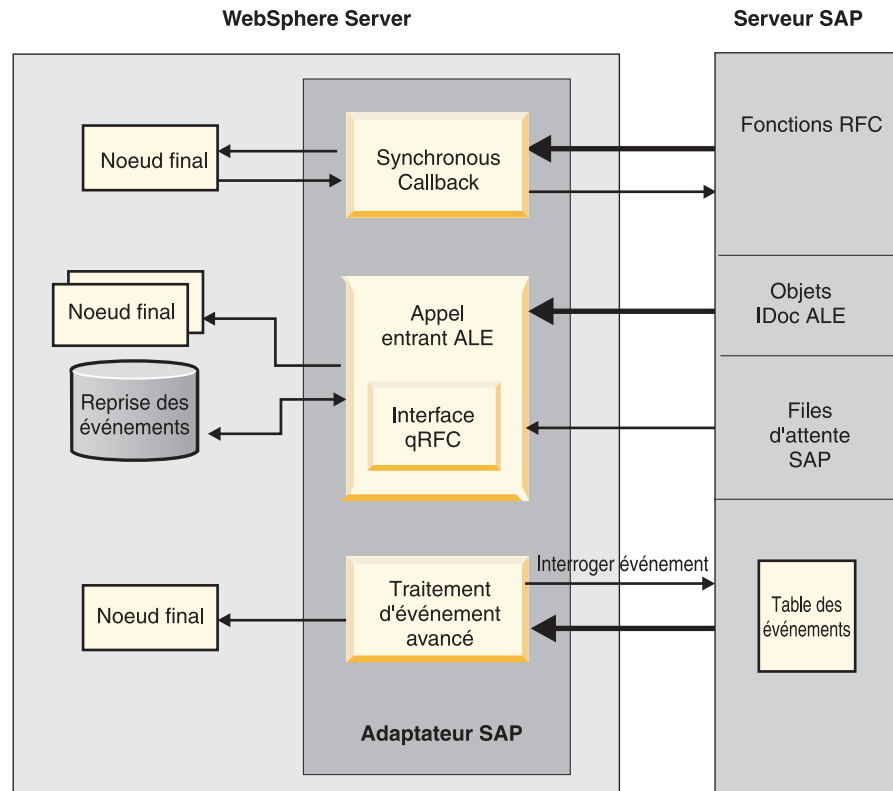 WebSphere Server
Serveur SAP
Noeud final
Synchronous
Callback
Fonctions RFC
Noeud final
Appel
entrant ALE
Objets
IDoc ALE
Reprise des
événements
Interface
qRFC
Files
d'attente
SAP
Interroger événement
Noeud final
Traitement
d'événement
avancé
Table des
événements
Adaptateur SAP